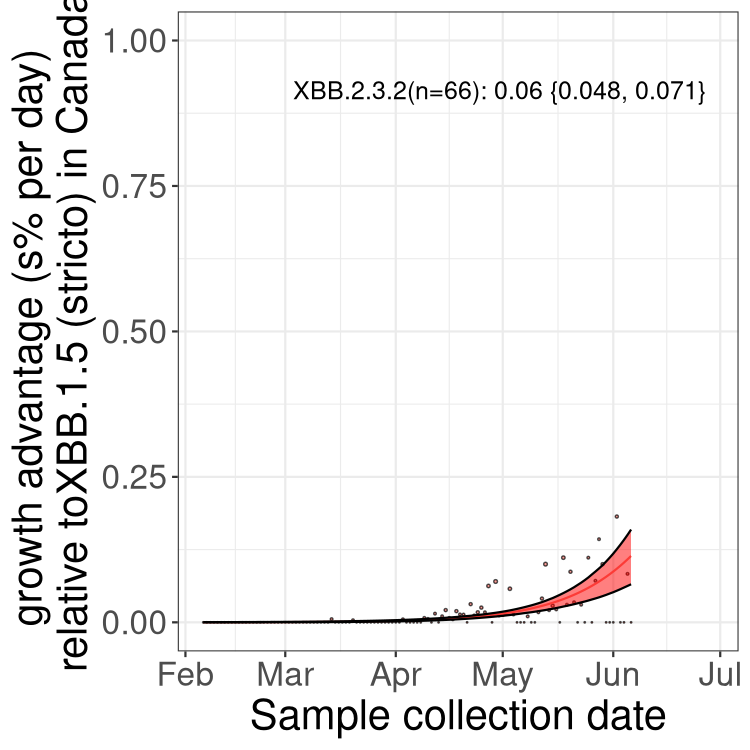 growth advantage (s% per day)
relative toXBB.1.5 (stricto) in Canada
1.00
0.75
0.50
0.25
0.00
XBB.2.3.2(n=66): 0.06 {0.048, 0.071}
Feb Mar Apr May Jun Jul
Sample collection date